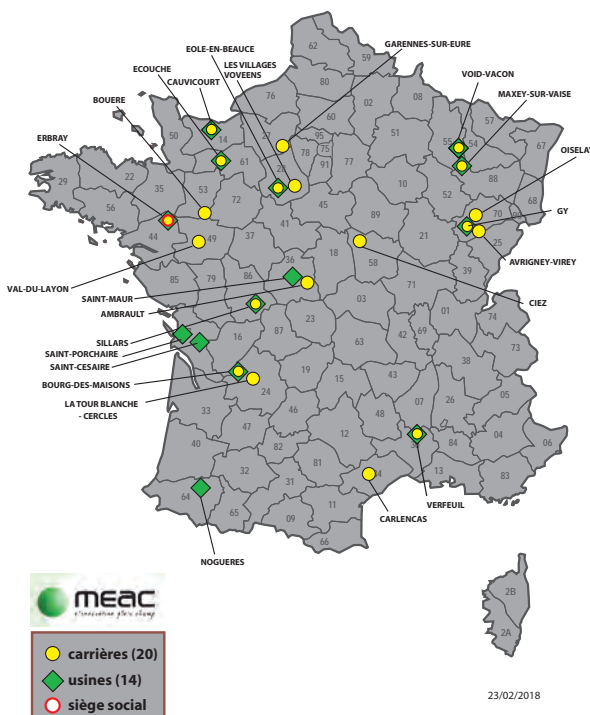 GARENNES-SUR-EURE
EOLE-EN-BEAUCE
LES VILLAGES
VOVEENS
ECOUCHE
CAUVICOURT
BOUERE
ERBRAY
VOID-VACON
MAXEY-SUR-VAISE
OISELAY
GY
AVRIGNEY-VIREY
CIEZ
VAL-DU-LAYON
SAINT-MAUR
AMBRAULT
SILLARS
SAINT-PORCHAIRE
SAINT-CESAIRE
BOURG-DES-MAISONS
LA TOUR BLANCHE
- CERCLES
VERFEUIL
CARLENCAS
NOGUERES
62
59
80
76
02
08
60
50
14
27
95
78
75
91
77
51
55
54
57
67
88
68
52
10
61
28
22
29
56
35
53
72
45
89
70
90
25
21
44
49
37
41
18
58
39
71
85
79
86
36
03
01
74
23
87
16
42
69
73
63
38
19
15
43
24
33
46
48
07
26
05
47
40
82
12
30
84
04
06
32
81
34
13
83
31
64
65
09
11
66
2B
2A
meac
carrières (20)
usines (14)
siège social
23/02/2018